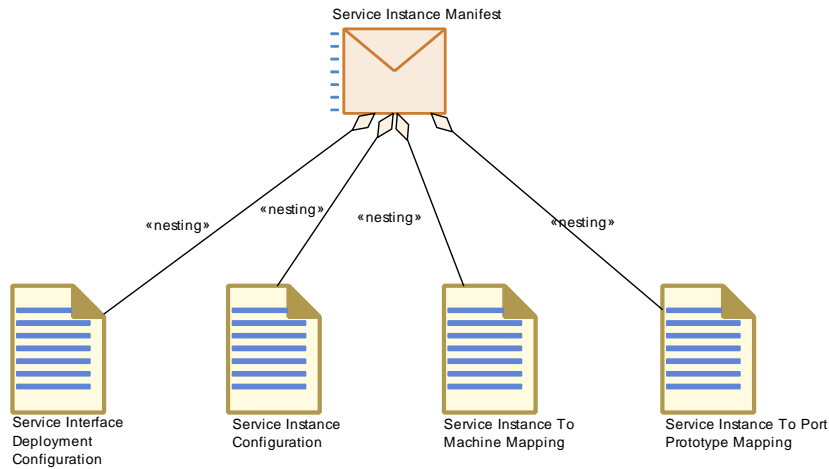 Service Instance Manifest
«nesting»
«nesting»
«nesting»
«nesting»
Service Interface
Deployment
Configuration
Service Instance
Configuration
Service Instance To
Machine Mapping
Service Instance To Port
Prototype Mapping